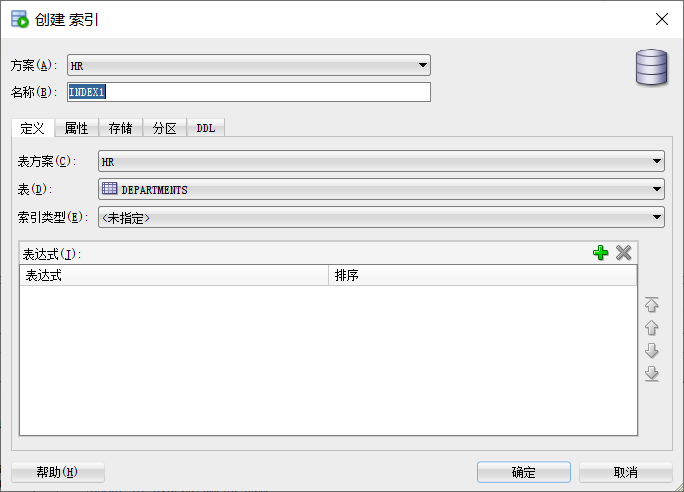 创建 索引
方案(A): HR
名称(B): INDEX1
定义 属性 存储 分区 DDL
表方案(C): HR
表(D): DEPARTMENTS
索引类型(E): <未指定>
表达式(I):
表达式 排序
帮助(H) 确定 取消